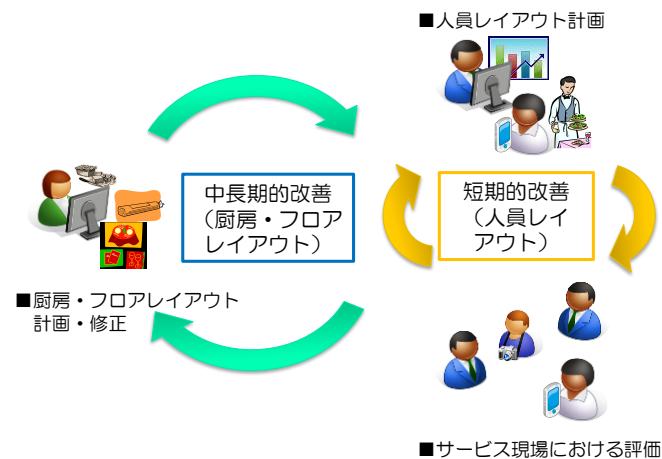 ■人員レイアウト計画
中長期的改善
（厨房・フロア
レイアウト）
短期的改善
（人員レイ
アウト）
■厨房・フロアレイアウト
計画・修正
■サービス現場における評価